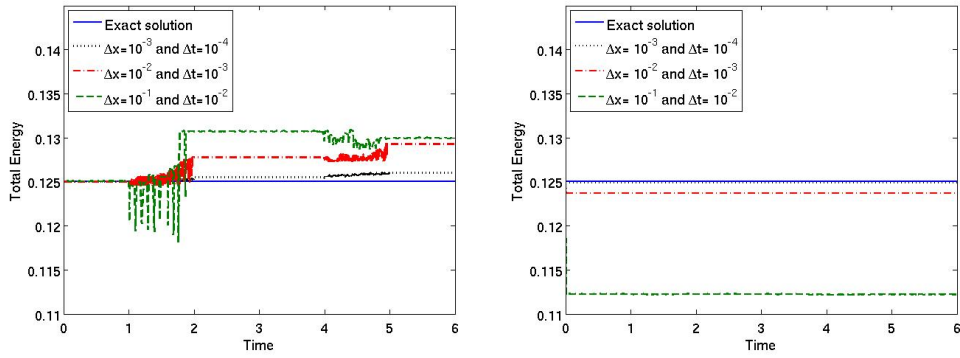 Exact solution
Δx=10⁻³ and Δt=10⁻⁴
Δx=10⁻² and Δt=10⁻³
Δx=10⁻¹ and Δt=10⁻²
0.14
0.135
0.13
0.125
0.12
0.115
0.11
Total Energy
0 1 2 3 4 5 6
Time
Exact solution
Δx= 10⁻³ and Δt= 10⁻⁴
Δx= 10⁻² and Δt= 10⁻³
Δx= 10⁻¹ and Δt= 10⁻²
0.14
0.135
0.13
0.125
0.12
0.115
0.11
Total Energy
0 1 2 3 4 5 6
Time